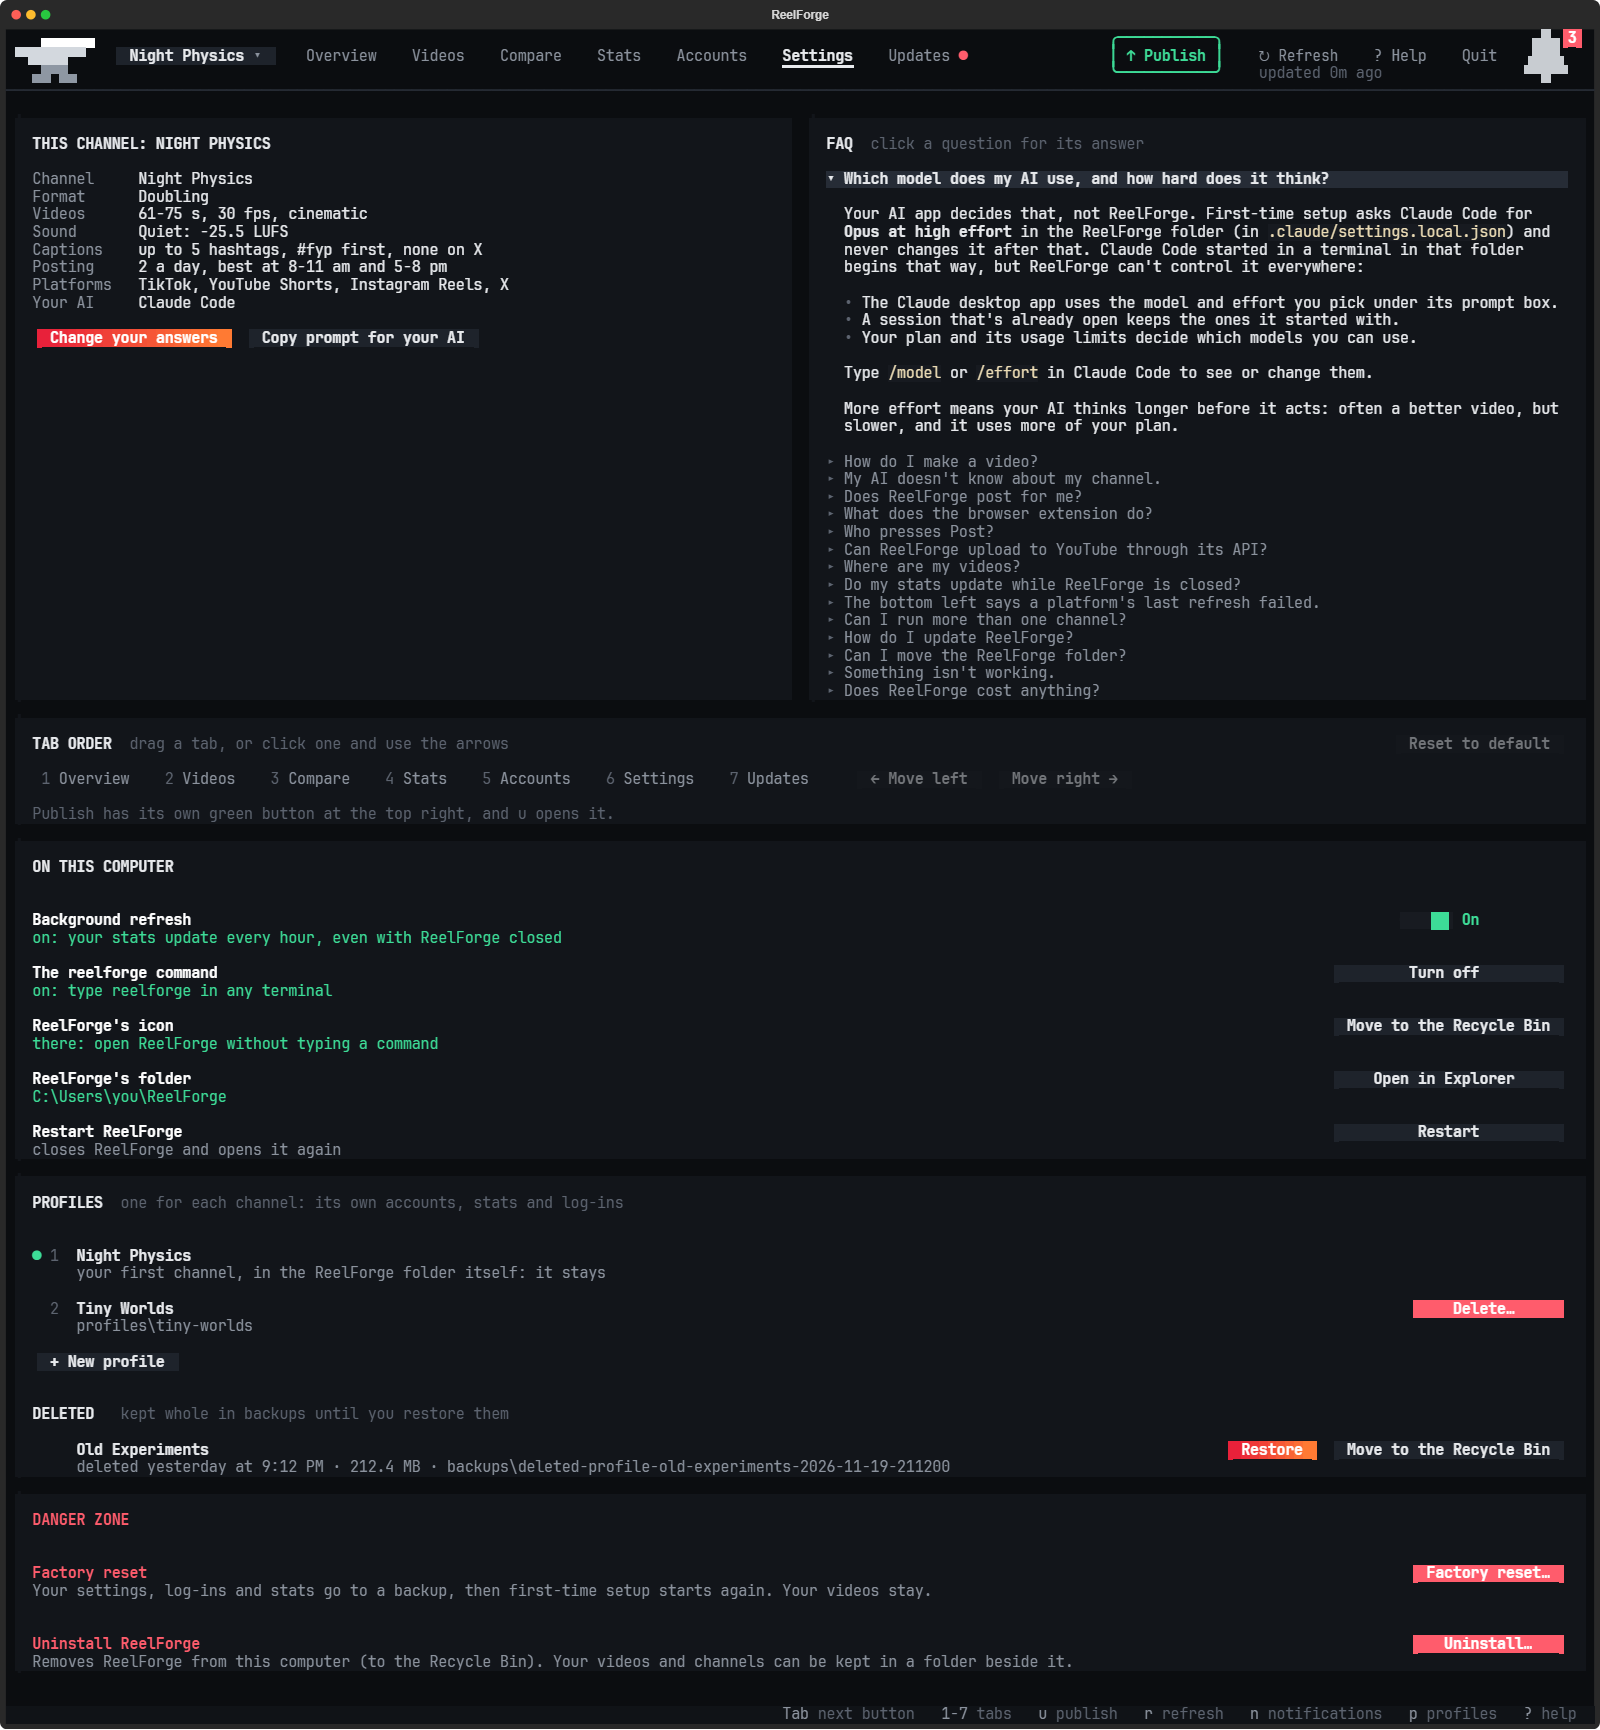 ReelForge
Night Physics ▾
Overview
Videos
Compare
Stats
Accounts
Settings
Updates ●
↑ Publish
↻ Refresh
updated 0m ago
? Help
Quit
3
THIS CHANNEL: NIGHT PHYSICS
Channel Night Physics
Format Doubling
Videos 61-75 s, 30 fps, cinematic
Sound Quiet: -25.5 LUFS
Captions up to 5 hashtags, #fyp first, none on X
Posting 2 a day, best at 8-11 am and 5-8 pm
Platforms TikTok, YouTube Shorts, Instagram Reels, X
Your AI Claude Code
Change your answers
Copy prompt for your AI
FAQ click a question for its answer
▾ Which model does my AI use, and how hard does it think?
Your AI app decides that, not ReelForge. First-time setup asks Claude Code for
Opus at high effort in the ReelForge folder (in .claude/settings.local.json) and
never changes it after that. Claude Code started in a terminal in that folder
begins that way, but ReelForge can't control it everywhere:
• The Claude desktop app uses the model and effort you pick under its prompt box.
• A session that's already open keeps the ones it started with.
• Your plan and its usage limits decide which models you can use.
Type /model or /effort in Claude Code to see or change them.
More effort means your AI thinks longer before it acts: often a better video, but
slower, and it uses more of your plan.
▸ How do I make a video?
▸ My AI doesn't know about my channel.
▸ Does ReelForge post for me?
▸ What does the browser extension do?
▸ Who presses Post?
▸ Can ReelForge upload to YouTube through its API?
▸ Where are my videos?
▸ Do my stats update while ReelForge is closed?
▸ The bottom left says a platform's last refresh failed.
▸ Can I run more than one channel?
▸ How do I update ReelForge?
▸ Can I move the ReelForge folder?
▸ Something isn't working.
▸ Does ReelForge cost anything?
TAB ORDER drag a tab, or click one and use the arrows
Reset to default
1 Overview 2 Videos 3 Compare 4 Stats 5 Accounts 6 Settings 7 Updates ← Move left Move right →
Publish has its own green button at the top right, and u opens it.
ON THIS COMPUTER
Background refresh
on: your stats update every hour, even with ReelForge closed
On
The reelforge command
on: type reelforge in any terminal
Turn off
ReelForge's icon
there: open ReelForge without typing a command
Move to the Recycle Bin
ReelForge's folder
C:\Users\you\ReelForge
Open in Explorer
Restart ReelForge
closes ReelForge and opens it again
Restart
PROFILES one for each channel: its own accounts, stats and log-ins
● 1 Night Physics
your first channel, in the ReelForge folder itself: it stays
2 Tiny Worlds
profiles\tiny-worlds
Delete…
+ New profile
DELETED kept whole in backups until you restore them
Old Experiments
deleted yesterday at 9:12 PM · 212.4 MB · backups\deleted-profile-old-experiments-2026-11-19-211200
Restore
Move to the Recycle Bin
DANGER ZONE
Factory reset
Your settings, log-ins and stats go to a backup, then first-time setup starts again. Your videos stay.
Factory reset…
Uninstall ReelForge
Removes ReelForge from this computer (to the Recycle Bin). Your videos and channels can be kept in a folder beside it.
Uninstall…
Tab next button 1-7 tabs u publish r refresh n notifications p profiles ? help